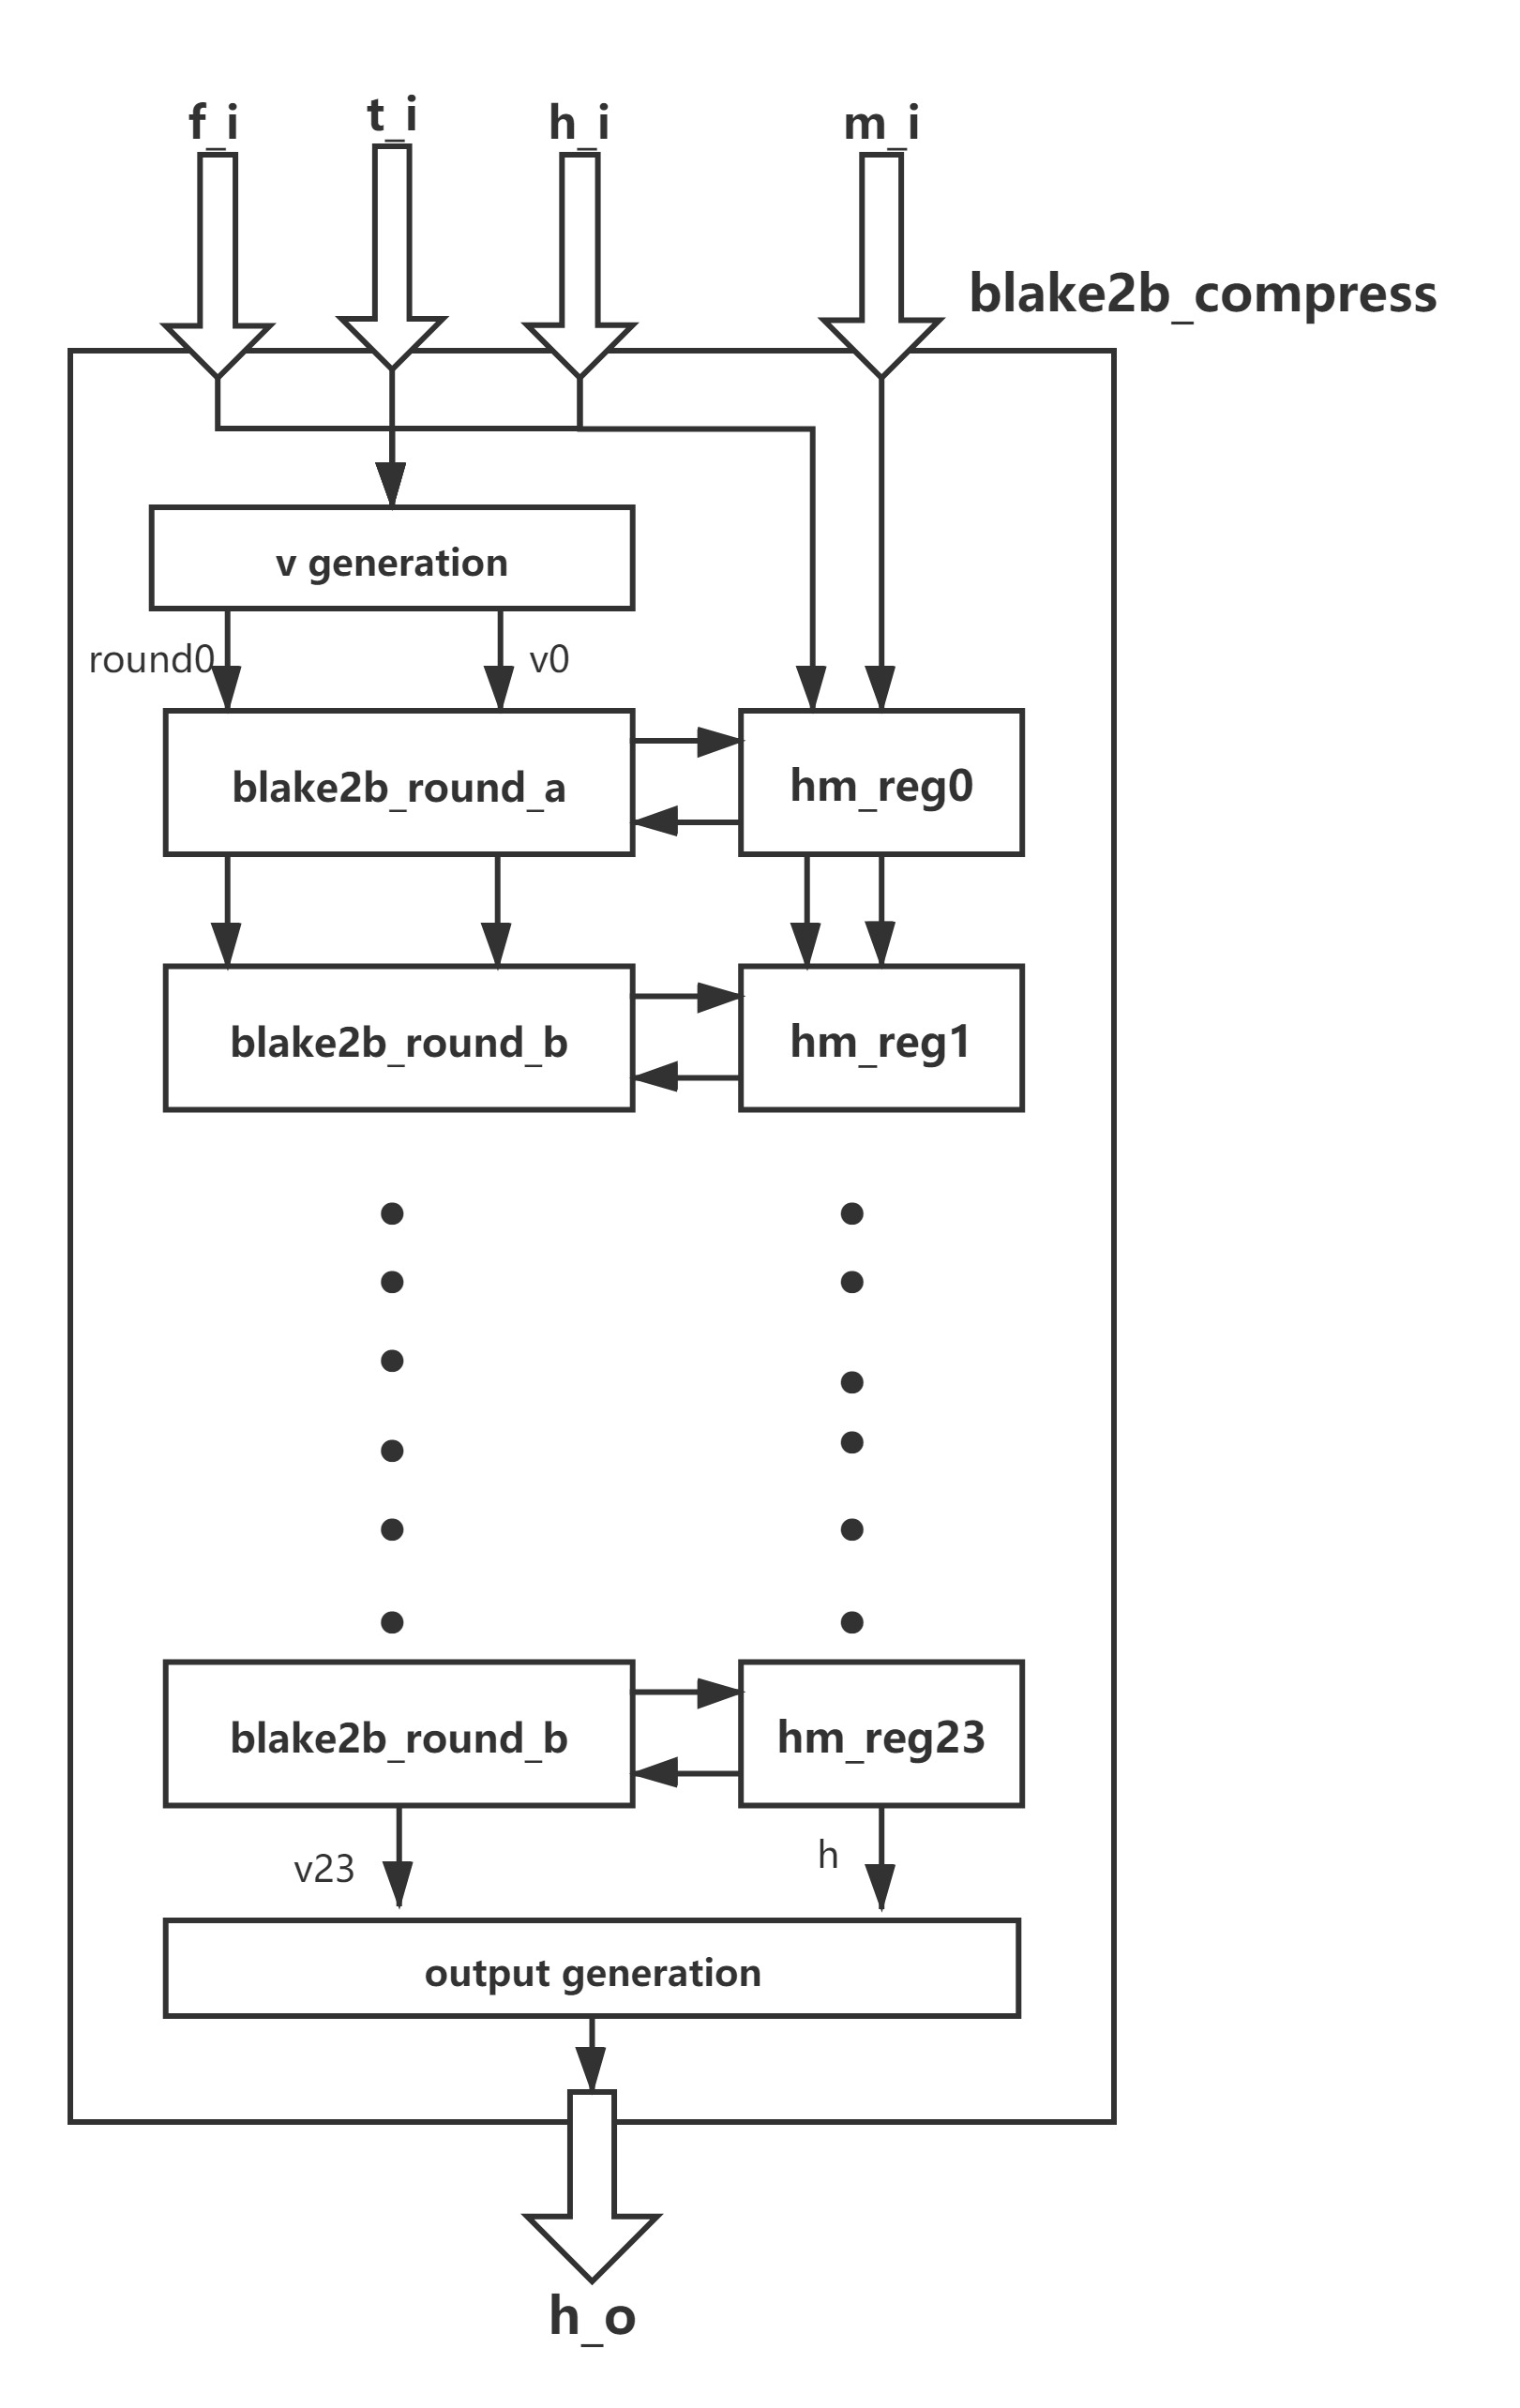 f_i
t_i
h_i
m_i
blake2b_compress
v generation
round0
v0
blake2b_round_a
hm_reg0
blake2b_round_b
hm_reg1
blake2b_round_b
hm_reg23
v23
h
output generation
h_o